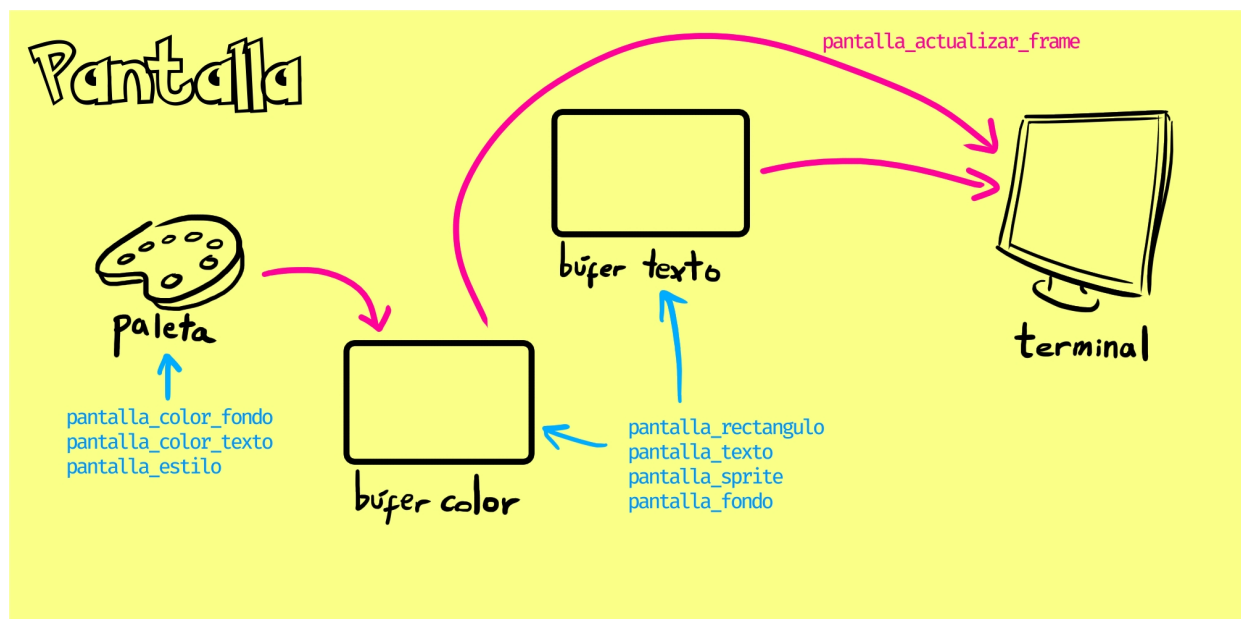 Pantalla
pantalla_actualizar_frame
búfer texto
paleta
terminal
pantalla_color_fondo
pantalla_color_texto
pantalla_estilo
pantalla_rectangulo
pantalla_texto
pantalla_sprite
pantalla_fondo
búfer color